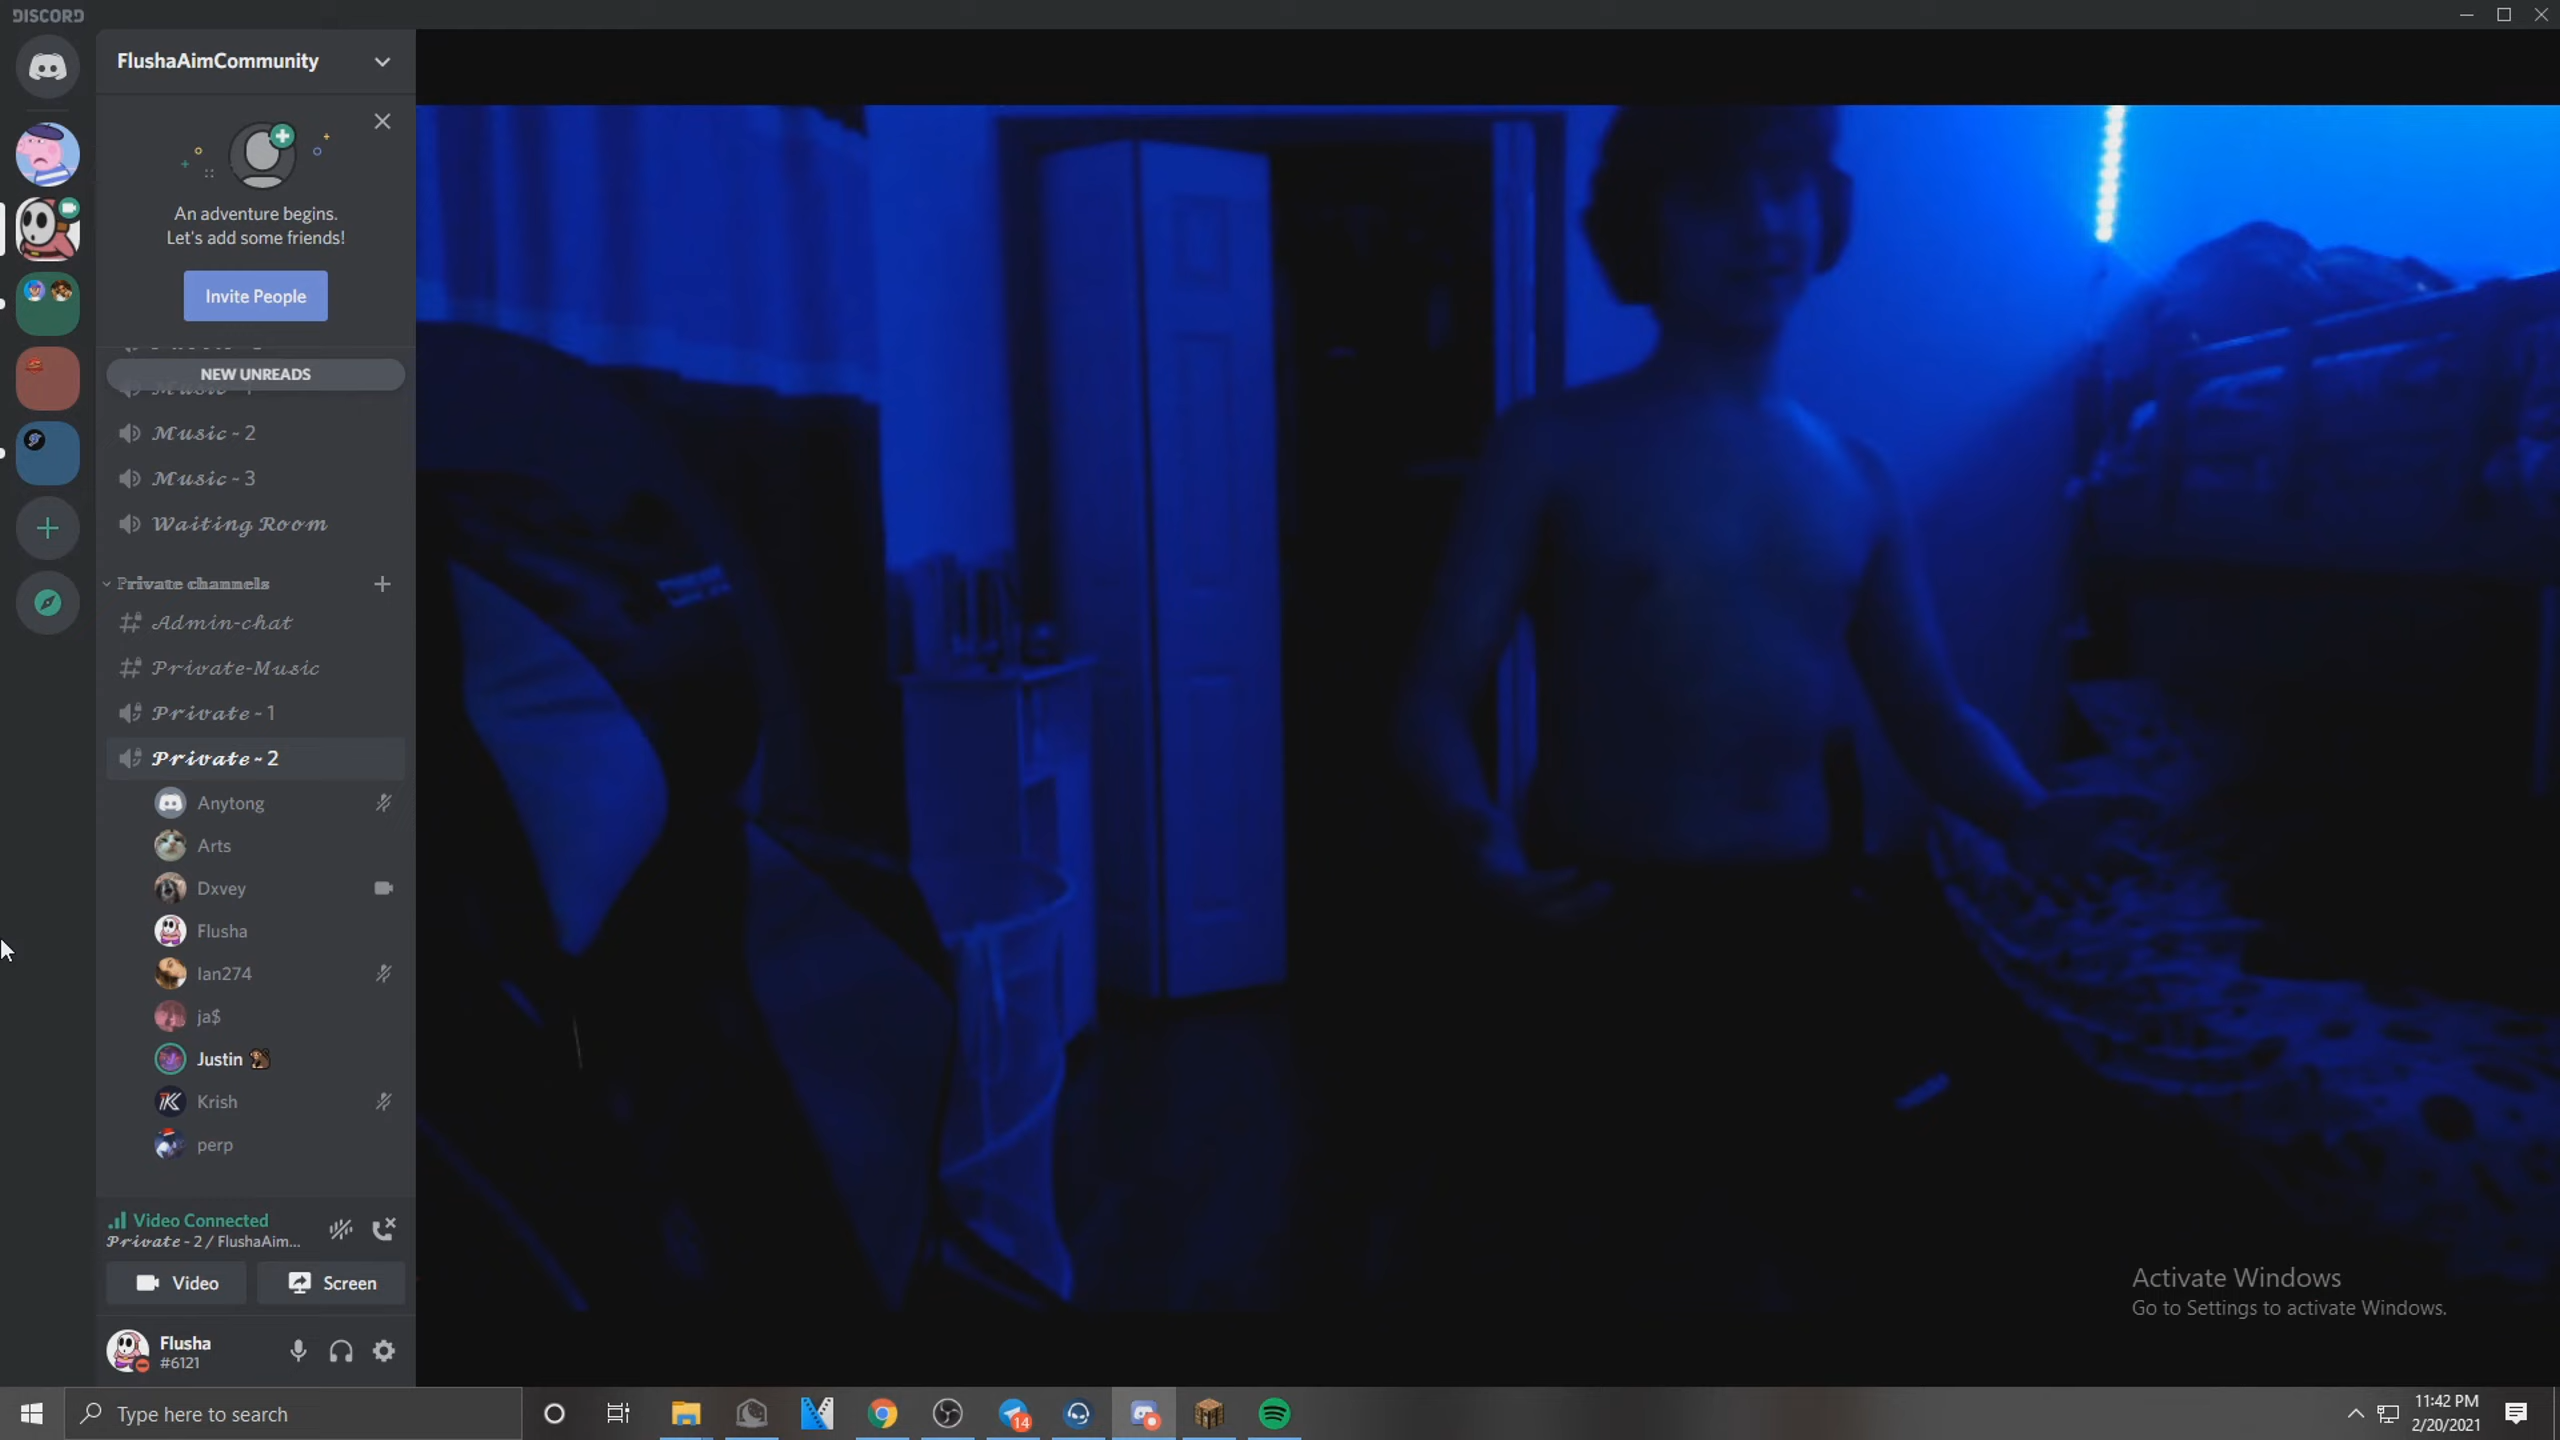 DISCORD
FlushaAimCommunity
An adventure begins.
Let's add some friends!
Invite People
NEW UNREADS
Music - 2
Music - 3
Waiting Room
Private channels
Admin-chat
Private-Music
Private - 1
Private - 2
Anytong
Arts
Dxvey
Flusha
Ian274
ja$
Justin
Krish
perp
Video Connected
Private - 2 / FlushaAim...
Video
Screen
Flusha
#6121
Activate Windows
Go to Settings to activate Windows.
Type here to search
14
11:42 PM
2/20/2021